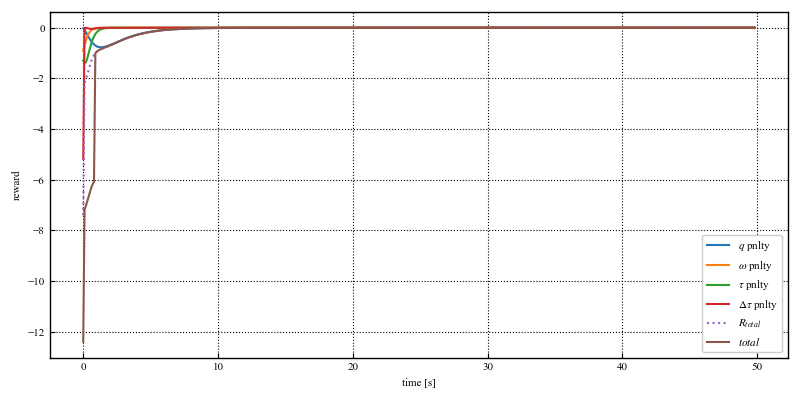 0
−2
−4
−6
−8
−10
−12
reward
0
10
20
30
40
50
time [s]
q pnlty
ω pnlty
τ pnlty
Δτ pnlty
R_total
total